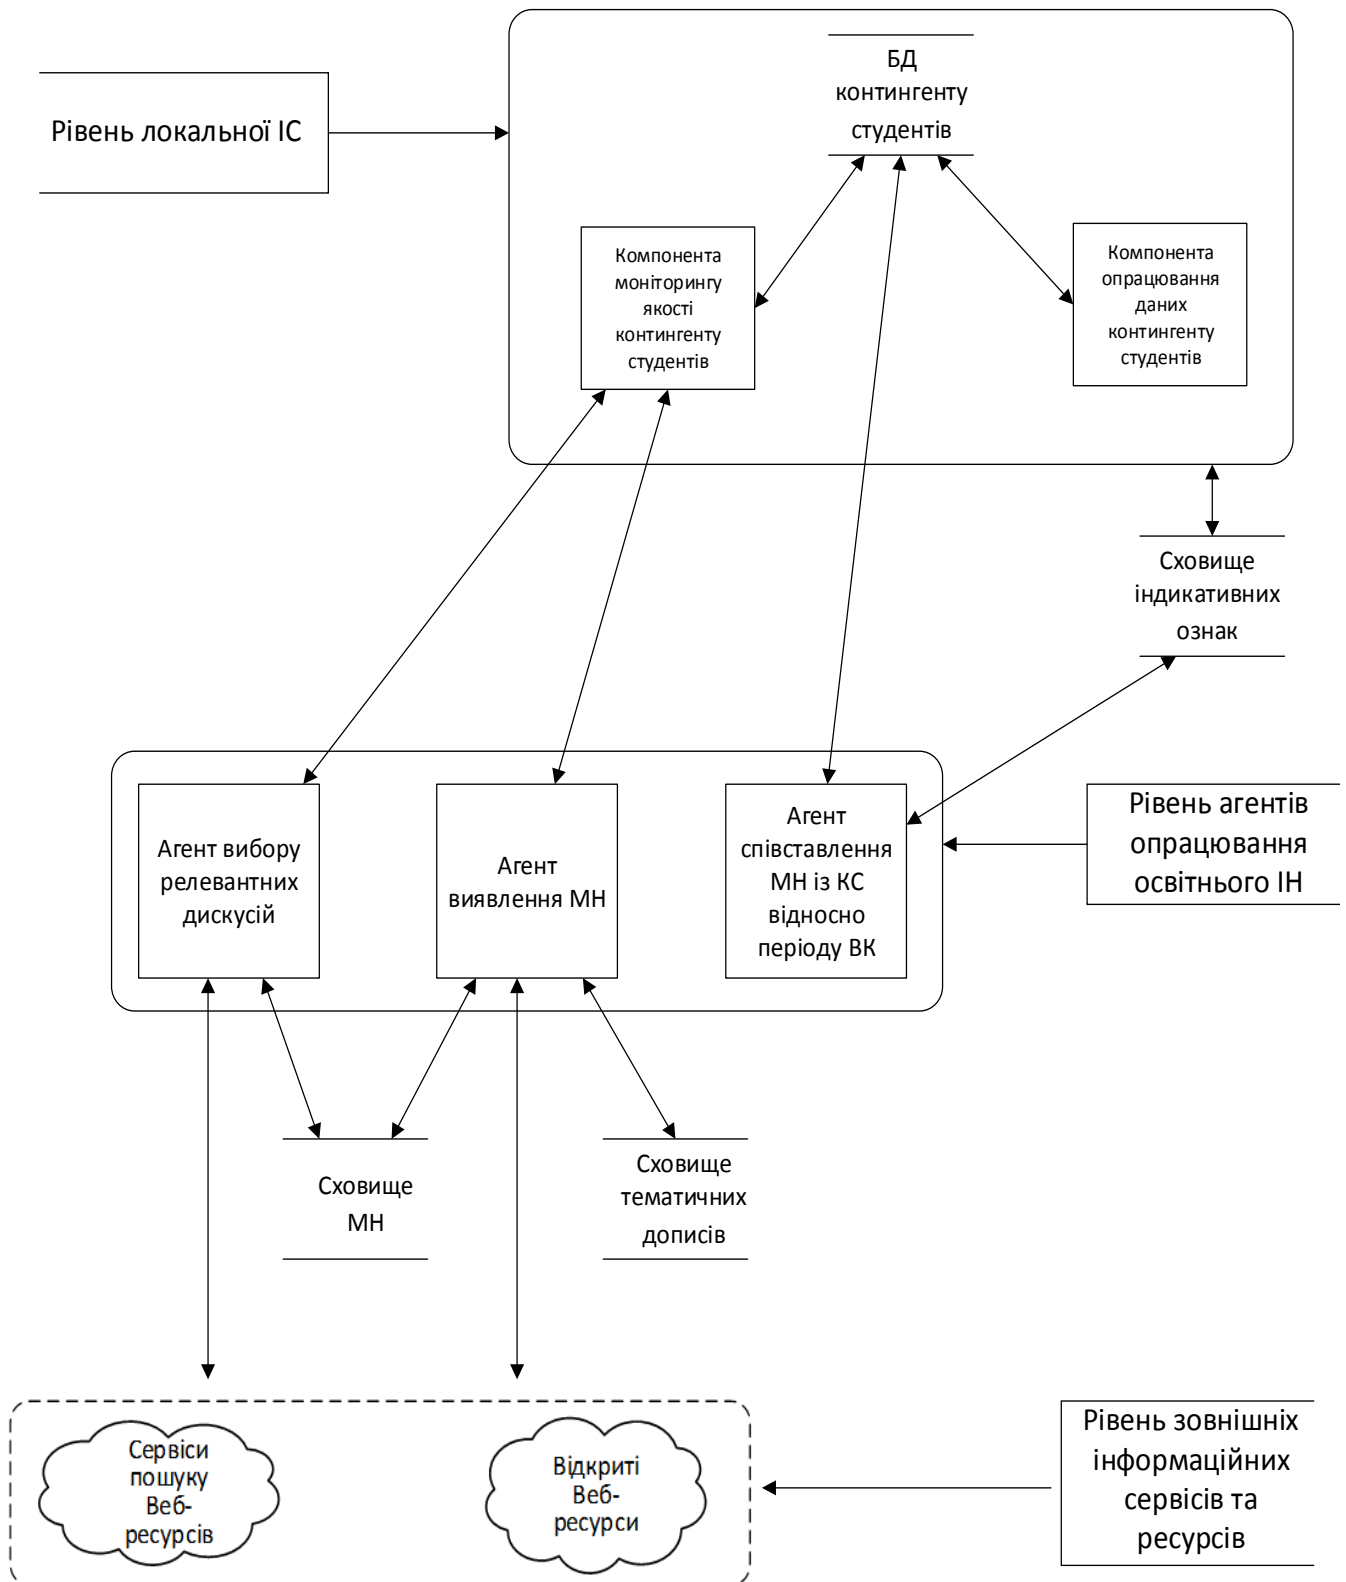 БД
контингенту
студентів
Рівень локальної ІС
Компонента
моніторингу
якості
контингенту
студентів
Компонента
опрацювання
даних
контингенту
студентів
Сховище
індикативних
ознак
Агент вибору
релевантних
дискусій
Агент
виявлення МН
Агент
співставлення
МН із КС
відносно
періоду ВК
Рівень агентів
опрацювання
освітнього ІН
Сховище
МН
Сховище
тематичних
дописів
Сервіси
пошуку
Веб-
ресурсів
Відкриті
Веб-
ресурси
Рівень зовнішніх
інформаційних
сервісів та
ресурсів